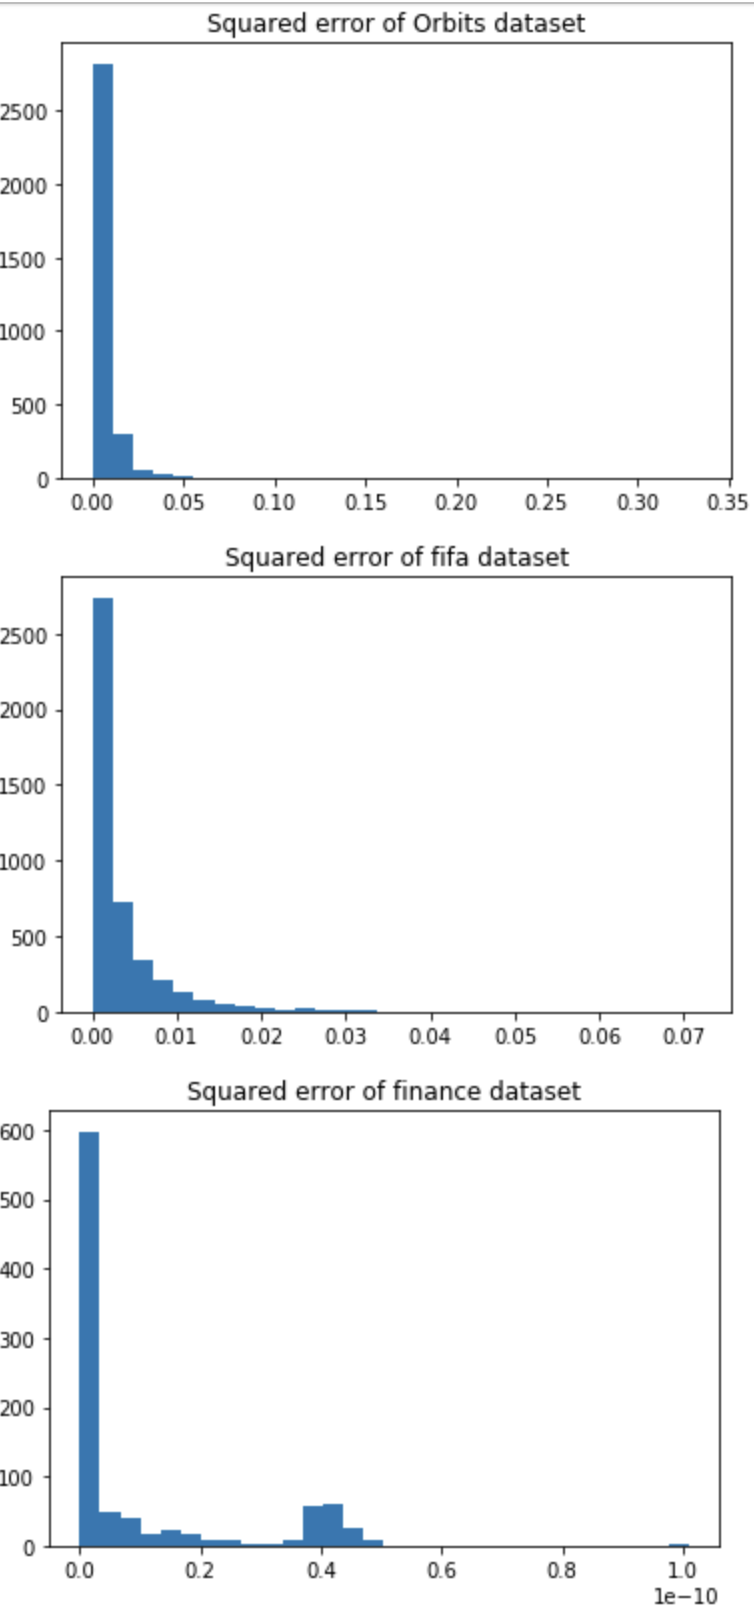 Squared error of Orbits dataset
2500
2000
1500
1000
500
0
0.00 0.05 0.10 0.15 0.20 0.25 0.30 0.35
Squared error of fifa dataset
2500
2000
1500
1000
500
0
0.00 0.01 0.02 0.03 0.04 0.05 0.06 0.07
Squared error of finance dataset
600
500
400
300
200
100
0
0.0 0.2 0.4 0.6 0.8 1.0
1e−10